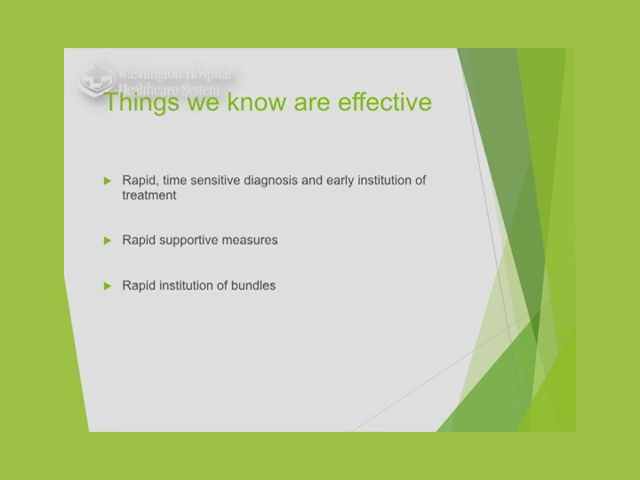 Washington Hospital
Healthcare System
Things we know are effective
Rapid, time sensitive diagnosis and early institution of
treatment
Rapid supportive measures
Rapid institution of bundles